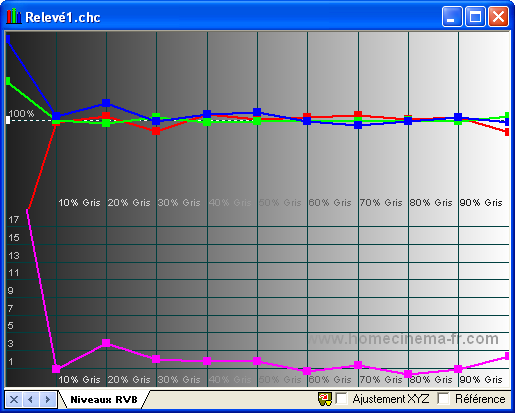 Relevé1.chc
100%
10% Gris 20% Gris 30% Gris 40% Gris 50% Gris 60% Gris 70% Gris 80% Gris 90% Gris
17
15
13
11
9
7
5
3
www.homecinema-fr.com
1
10% Gris 20% Gris 30% Gris 40% Gris 50% Gris 60% Gris 70% Gris 80% Gris 90% Gris
Niveaux RVB Ajustement XYZ Référence